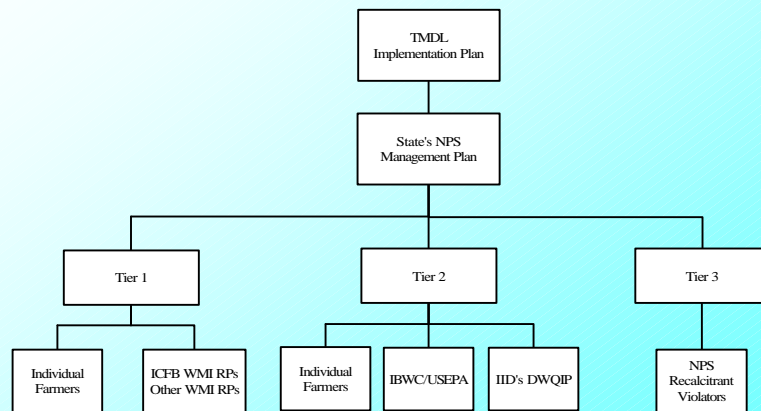 TMDL
Implementation Plan
State's NPS
Management Plan
Tier 1
Tier 2
Tier 3
Individual
Farmers
ICFB WMI RPs
Other WMI RPs
Individual
Farmers
IBWC/USEPA
IID's DWQIP
NPS
Recalcitrant
Violators